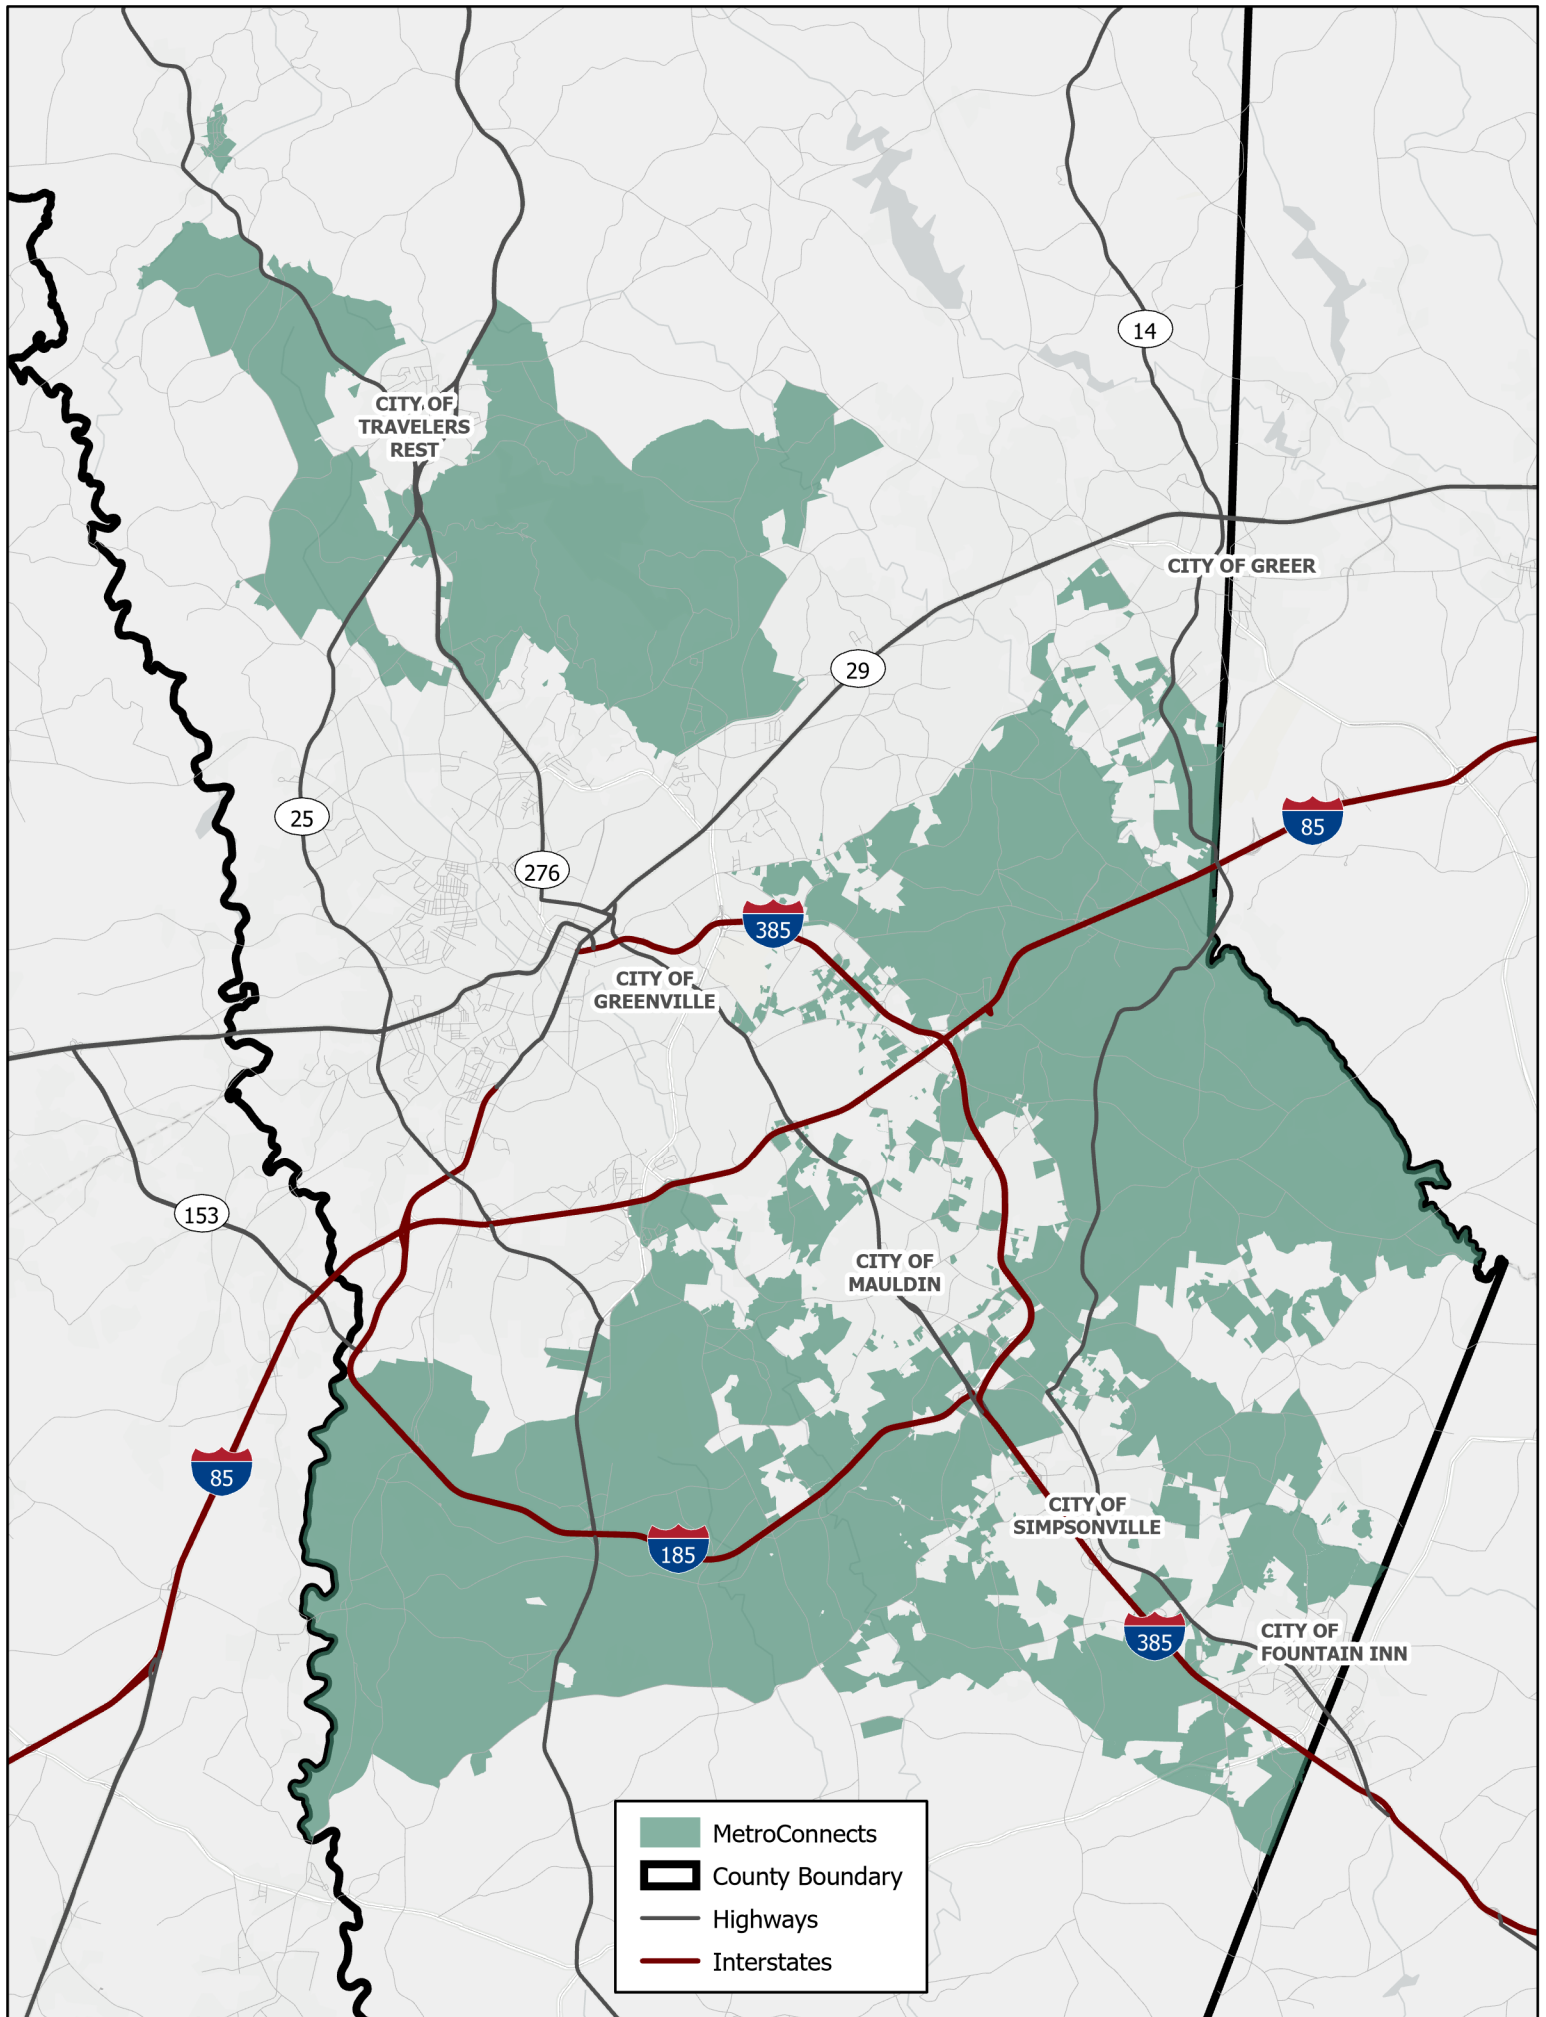 14
CITY OF
TRAVELERS
REST
CITY OF GREER
29
25
85
276
385
CITY OF
GREENVILLE
153
CITY OF
MAULDIN
85
CITY OF
SIMPSONVILLE
185
385
CITY OF
FOUNTAIN INN
MetroConnects
County Boundary
Highways
Interstates